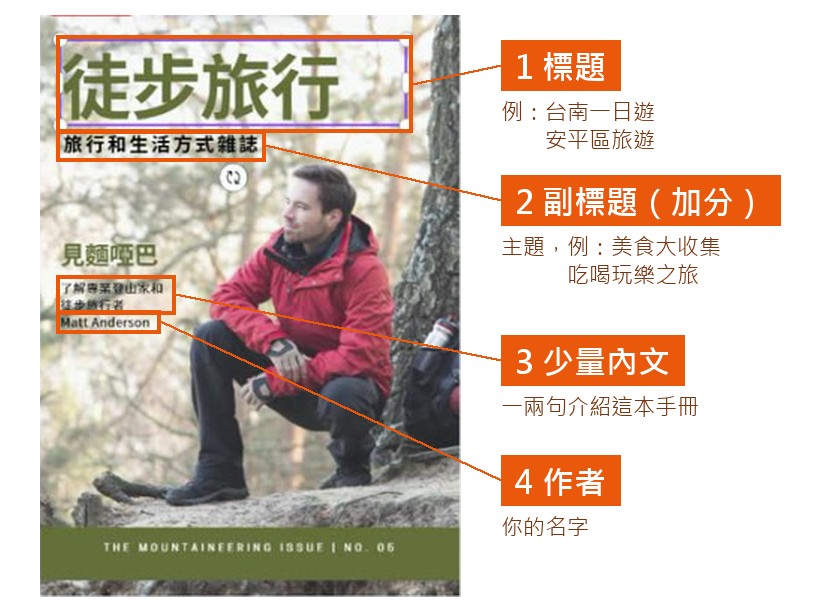 徒步旅行
旅行和生活方式雜誌
見麵啞巴
了解專業登山家和
徒步旅行者
Matt Anderson
THE MOUNTAINEERING ISSUE | NO. 06
1 標題
例：台南一日遊
安平區旅遊
2 副標題（加分）
主題，例：美食大收集
吃喝玩樂之旅
3 少量內文
一兩句介紹這本手冊
4 作者
你的名字